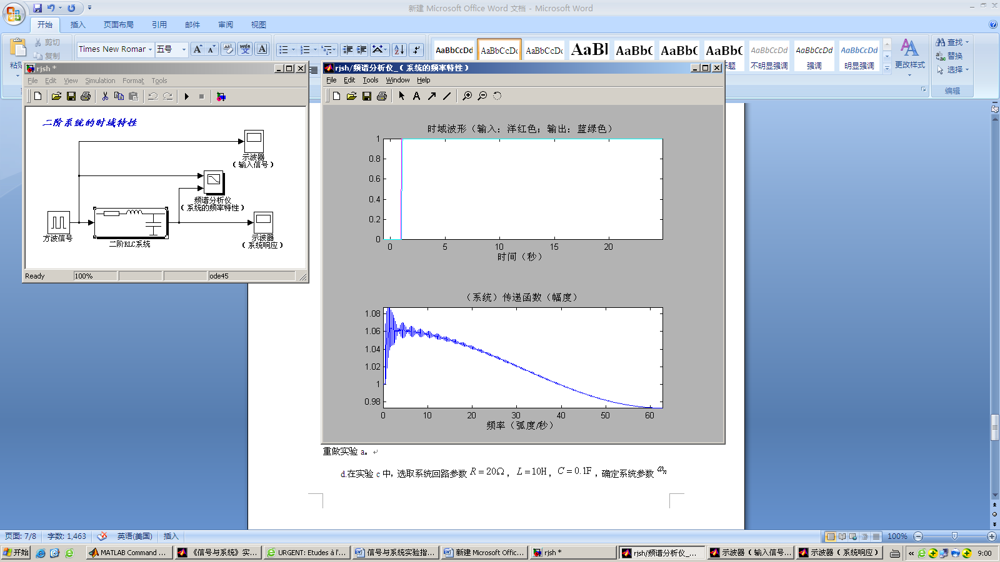 新建 Microsoft Office Word 文档 - Microsoft Word
开始 插入 页面布局 引用 邮件 审阅 视图
剪切
复制
Times New Romar 五号
AaBbCcDd AaBbCcDc AaBbCcDc AaBl AaBbC AaBbC AaBbC AaBbCcDd AaBbCcDd AaBbCcDd
不明显强调 强调 明显强调
更改样式
查找
替换
选择
编辑
rjsh *
File Edit View Simulation Format Tools
二阶系统的时域特性
示波器
(输入信号)
频谱分析仪
(系统的频率特性)
方波信号
二阶RLC系统
示波器
(系统响应)
Ready 100% ode45
rjsh/频谱分析仪_(系统的频率特性)
File Edit Tools Window Help
时域波形(输入: 洋红色; 输出: 蓝绿色)
1
0.8
0.6
0.4
0.2
0
0 5 10 15 20
时间(秒)
(系统)传递函数(幅度)
1.08
1.06
1.04
1.02
1
0.98
0 10 20 30 40 50 60
频率(弧度/秒)
重做实验 a。
d.在实验 c 中，选取系统回路参数 R=20Ω， L=10H， C=0.1F，确定系统参数 ωn
页面: 7/8 字数: 1,463 英语(美国) 插入 100%
开始 MATLAB Command ... 《信号与系统》实... URGENT: Etudes à l'... 信号与系统实验指... 新建 Microsoft Offic... rjsh * rjsh/频谱分析仪_... 示波器(输入信号... 示波器(系统响应) 9:00